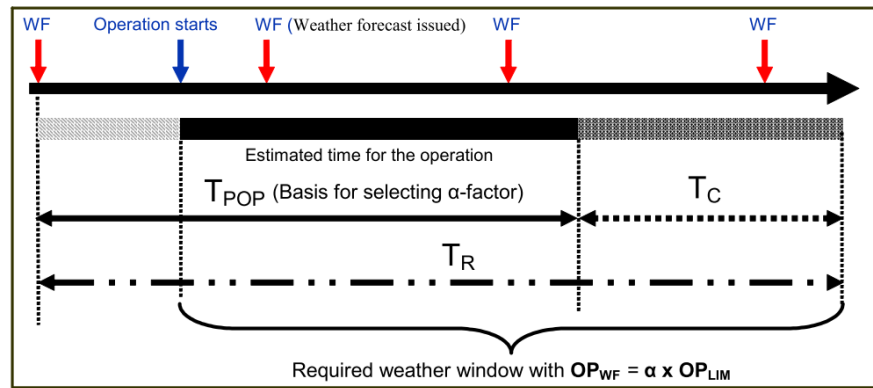 WF Operation starts WF (Weather forecast issued) WF WF
Estimated time for the operation
TPOP (Basis for selecting α-factor) TC
TR
Required weather window with OPWF = α x OPLIM